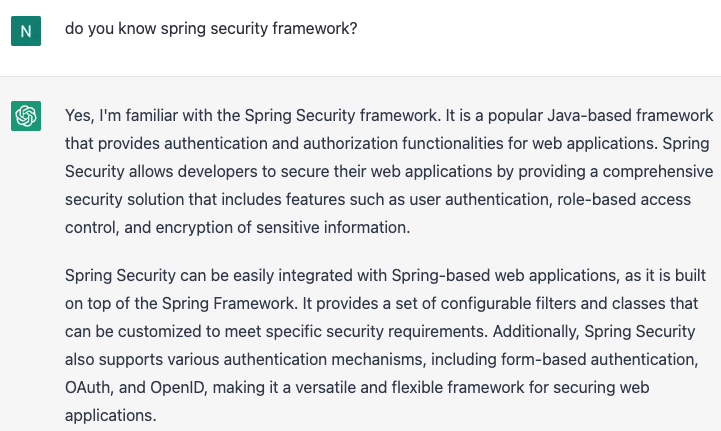 N
do you know spring security framework?
Yes, I'm familiar with the Spring Security framework. It is a popular Java-based framework
that provides authentication and authorization functionalities for web applications. Spring
Security allows developers to secure their web applications by providing a comprehensive
security solution that includes features such as user authentication, role-based access
control, and encryption of sensitive information.
Spring Security can be easily integrated with Spring-based web applications, as it is built
on top of the Spring Framework. It provides a set of configurable filters and classes that
can be customized to meet specific security requirements. Additionally, Spring Security
also supports various authentication mechanisms, including form-based authentication,
OAuth, and OpenID, making it a versatile and flexible framework for securing web
applications.